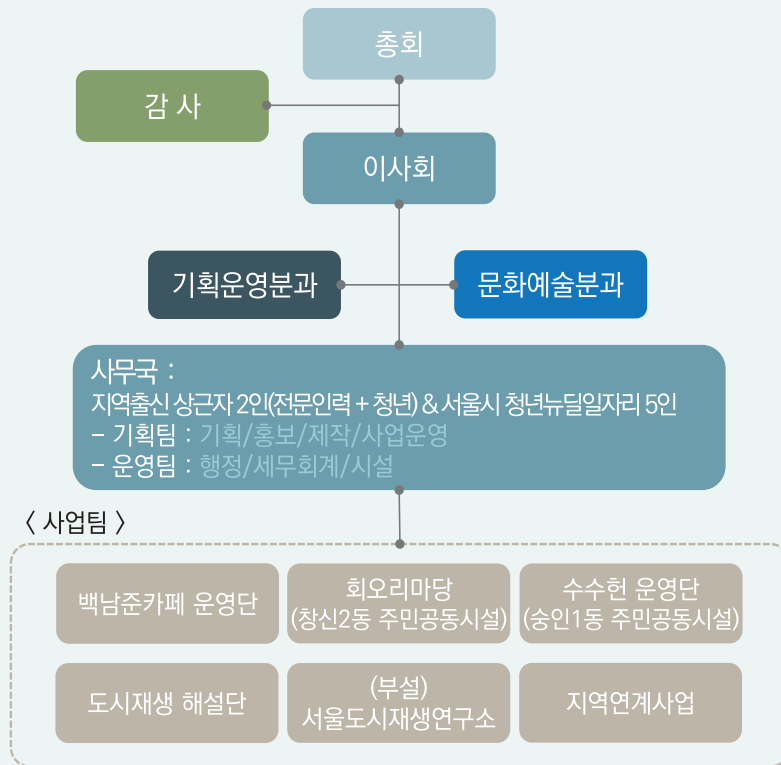 총회
감 사
이사회
기획운영분과
문화예술분과
사무국 :
지역출신 상근자 2인(전문인력 + 청년) & 서울시 청년뉴딜일자리 5인
– 기획팀 : 기획/홍보/제작/사업운영
– 운영팀 : 행정/세무회계/시설
〈 사업팀 〉
백남준카페 운영단
회오리마당
(창신2동 주민공동시설)
수수헌 운영단
(숭인1동 주민공동시설)
도시재생 해설단
(부설)
서울도시재생연구소
지역연계사업